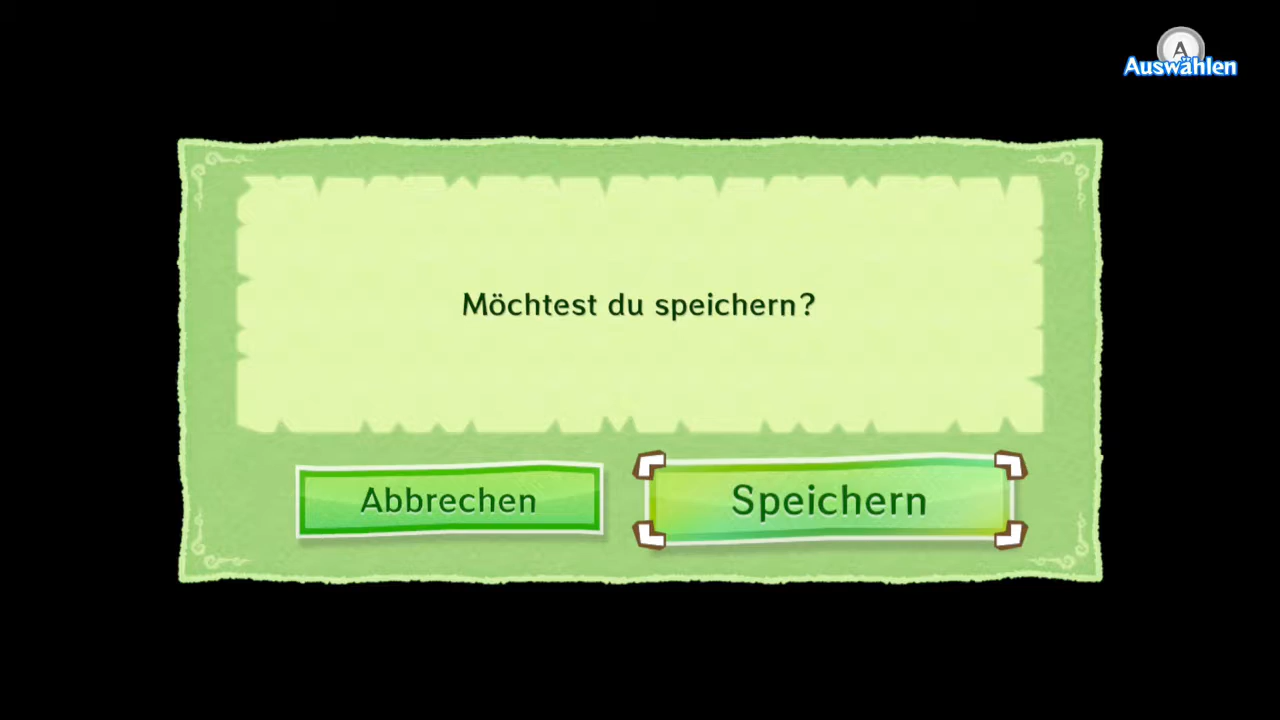 A
Auswählen
Möchtest du speichern?
Abbrechen
Speichern